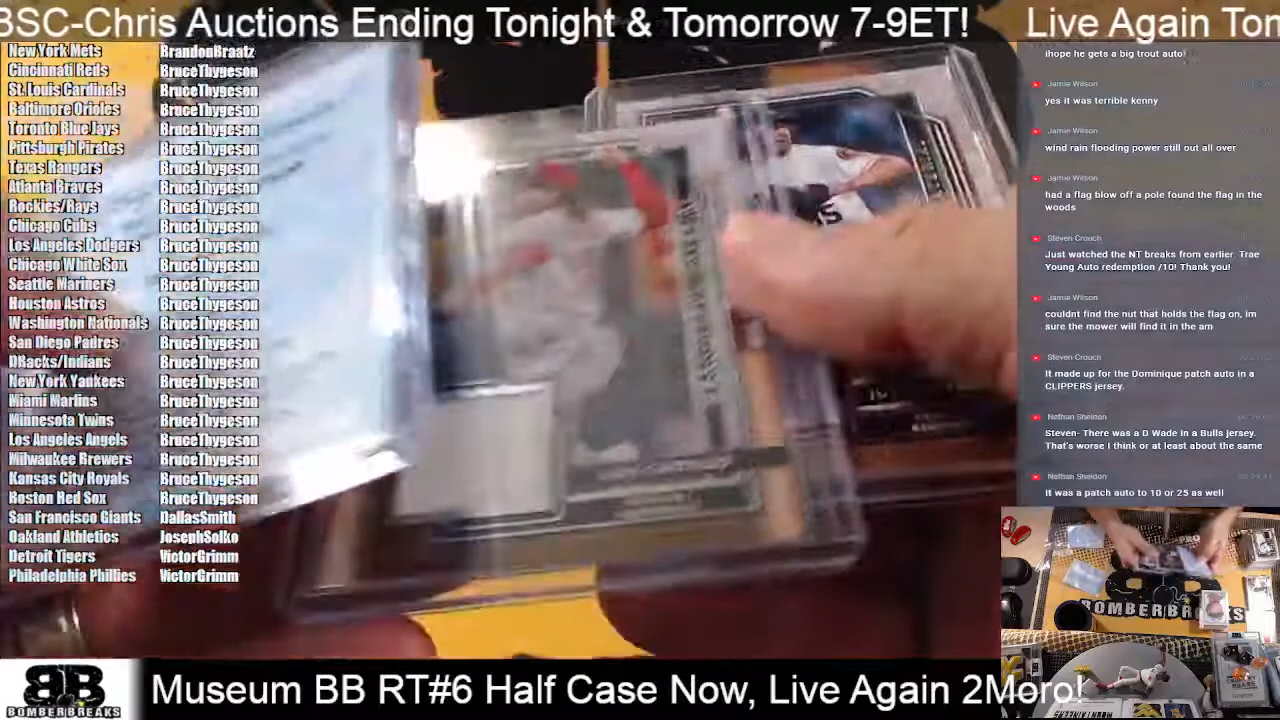 BSC-Chris Auctions Ending Tonight & Tomorrow 7-9ET! Live Again Ton
New York Mets BrandonBraatz
Cincinnati Reds BruceThygeson
St. Louis Cardinals BruceThygeson
Baltimore Orioles BruceThygeson
Toronto Blue Jays BruceThygeson
Pittsburgh Pirates BruceThygeson
Texas Rangers BruceThygeson
Atlanta Braves BruceThygeson
Rockies/Rays BruceThygeson
Chicago Cubs BruceThygeson
Los Angeles Dodgers BruceThygeson
Chicago White Sox BruceThygeson
Seattle Mariners BruceThygeson
Houston Astros BruceThygeson
Washington Nationals BruceThygeson
San Diego Padres BruceThygeson
DBacks/Indians BruceThygeson
New York Yankees BruceThygeson
Miami Marlins BruceThygeson
Minnesota Twins BruceThygeson
Los Angeles Angels BruceThygeson
Milwaukee Brewers BruceThygeson
Kansas City Royals BruceThygeson
Boston Red Sox BruceThygeson
San Francisco Giants DallasSmith
Oakland Athletics JosephSolko
Detroit Tigers VictorGrimm
Philadelphia Phillies VictorGrimm
ihope he gets a big trout auto!
Jamie Wilson
yes it was terrible kenny
Jamie Wilson
wind rain flooding power still out all over
Jamie Wilson
had a flag blow off a pole found the flag in the
woods
Steven Crouch
Just watched the NT breaks from earlier. Trae
Young Auto redemption /10! Thank you!
Jamie Wilson
couldnt find the nut that holds the flag on, im
sure the mower will find it in the am
Steven Crouch
It made up for the Dominique patch auto in a
CLIPPERS jersey.
Nathan Sheldon
Steven- There was a D Wade in a Bulls jersey.
That's worse I think or at least about the same
Nathan Sheldon
It was a patch auto to 10 or 25 as well
BOMBERBREAKS
BB
BOMBERBREAKS
Museum BB RT#6 Half Case Now, Live Again 2Moro!